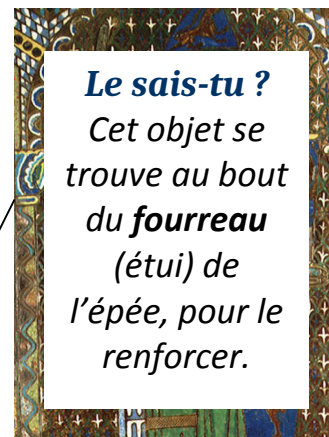 Le sais-tu ?
Cet objet se
trouve au bout
du fourreau
(étui) de
l’épée, pour le
renforcer.